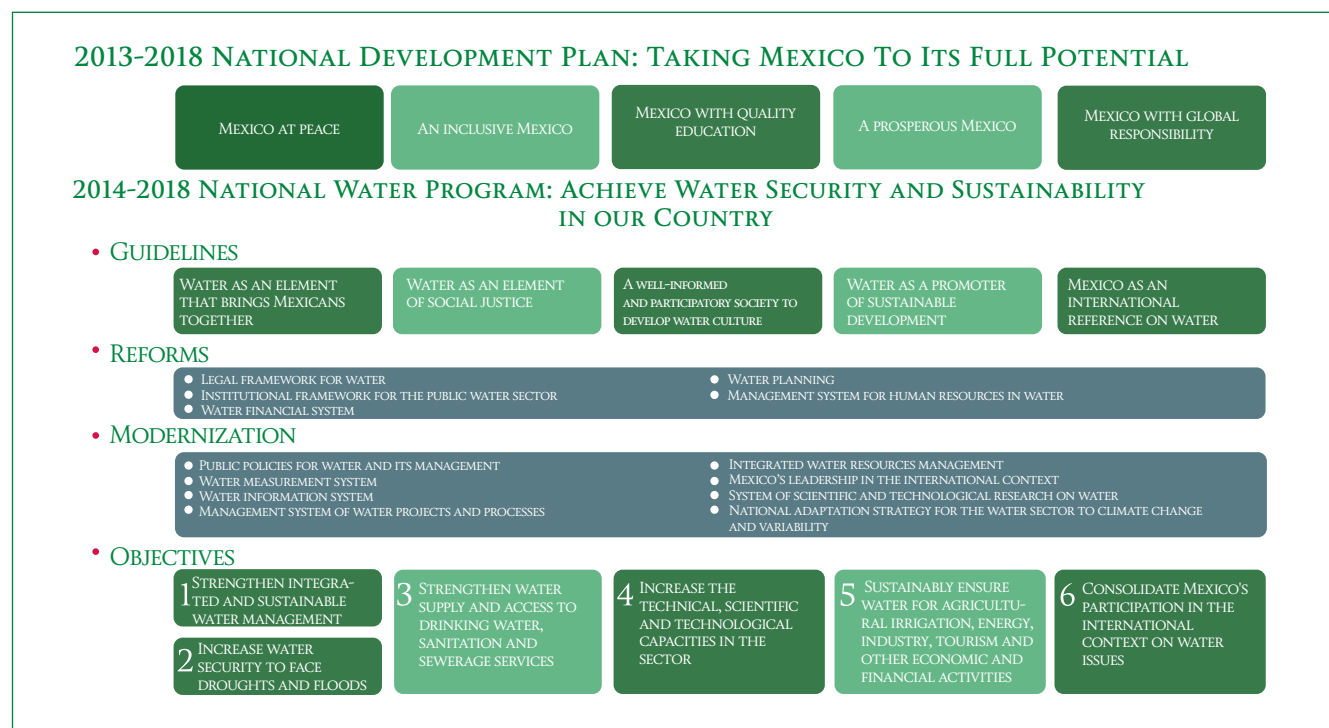 2013-2018 National Development Plan: Taking Mexico To Its Full Potential
Mexico at peace
An inclusive Mexico
Mexico with quality
education
A prosperous Mexico
Mexico with global
responsibility
2014-2018 National Water Program: Achieve Water Security and Sustainability
in our Country
• Guidelines
Water as an element
that brings Mexicans
together
Water as an element
of social justice
A well-informed
and participatory society to
develop water culture
Water as a promoter
of sustainable
development
Mexico as an
international
reference on water
• Reforms
● Legal framework for water
● Institutional framework for the public water sector
● Water financial system
● Water planning
● Management system for human resources in water
• Modernization
● Public policies for water and its management
● Water measurement system
● Water information system
● Management system of water projects and processes
● Integrated water resources management
● Mexico's leadership in the international context
● System of scientific and technological research on water
● National adaptation strategy for the water sector to climate change
and variability
• Objectives
1 Strengthen integra-
ted and sustainable
water management
2 Increase water
security to face
droughts and floods
3 Strengthen water
supply and access to
drinking water,
sanitation and
sewerage services
4 Increase the
technical, scientific
and technological
capacities in the
sector
5 Sustainably ensure
water for agricultu-
ral irrigation, energy,
industry, tourism and
other economic and
financial activities
6 Consolidate Mexico's
participation in the
international
context on water
issues